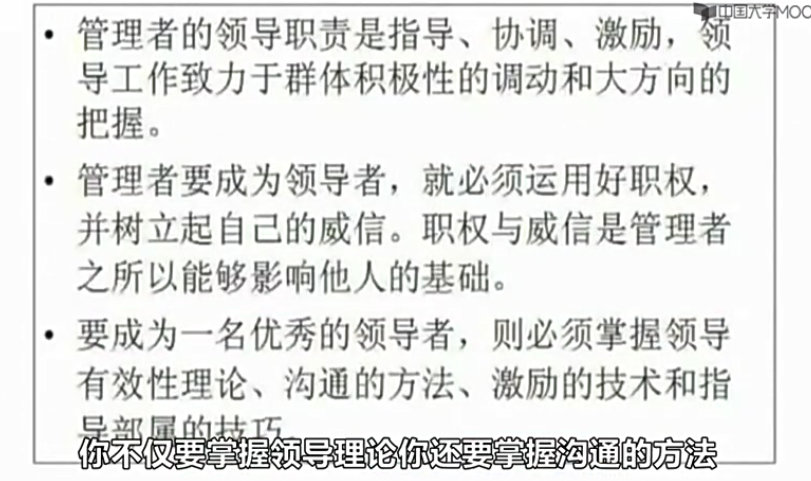 中国大学MOO
• 管理者的领导职责是指导、协调、激励，领
导工作致力于群体积极性的调动和大方向的
把握。
• 管理者要成为领导者，就必须运用好职权，
并树立起自己的威信。职权与威信是管理者
之所以能够影响他人的基础。
• 要成为一名优秀的领导者，则必须掌握领导
有效性理论、沟通的方法、激励的技术和指
导部属的技巧
你不仅要掌握领导理论你还要掌握沟通的方法